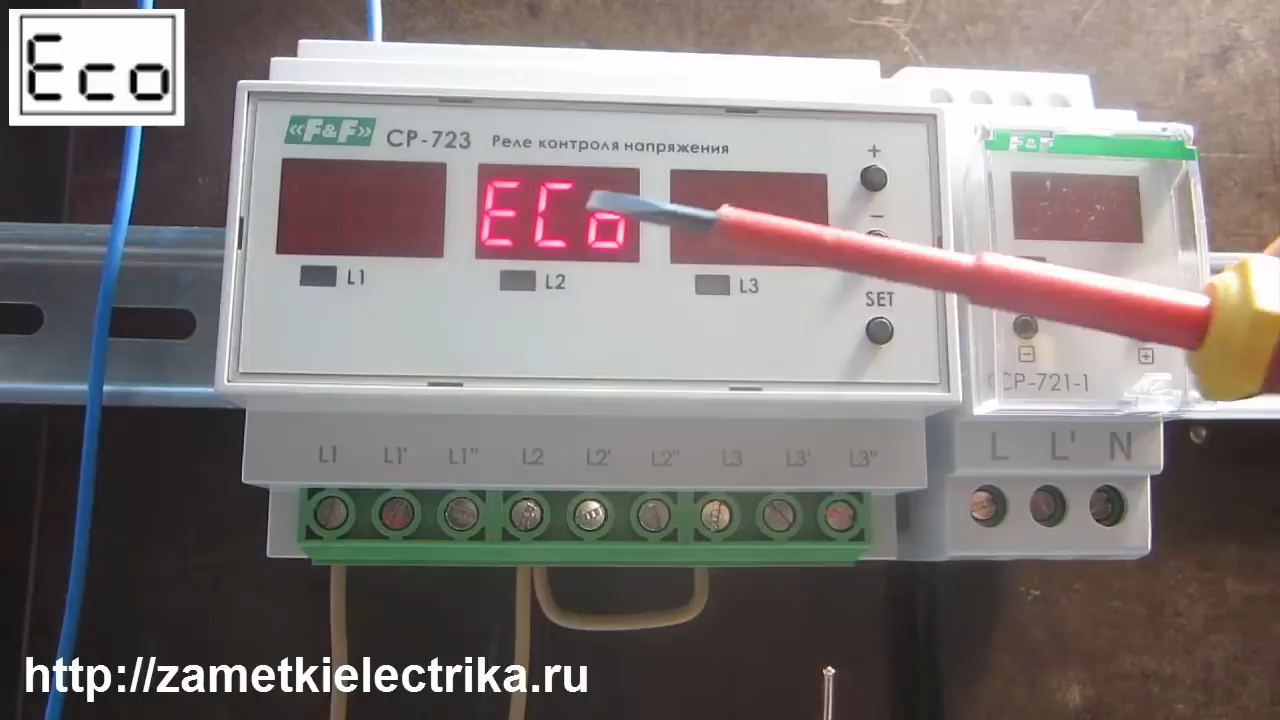 Eco
«F&F» CP-723 Реле контроля напряжения
+
F&F
ECo
−
L1 L2 L3
SET
− +
CP-721-1
L1 L1' L1" L2 L2' L2" L3 L3' L3"
L L' N
http://zametkielectrika.ru